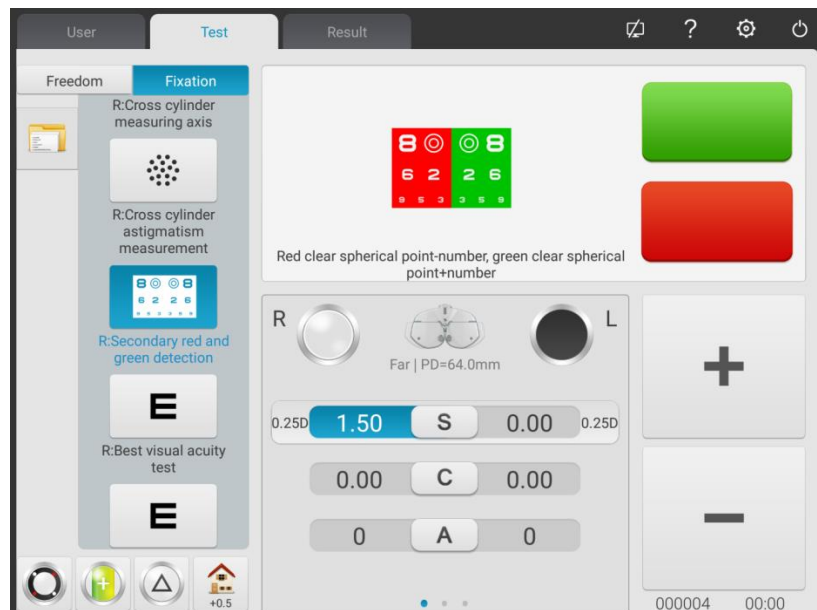 User
Test
Result
?
Freedom
Fixation
R:Cross cylinder
measuring axis
R:Cross cylinder
astigmatism
measurement
8 8
6 2 2 6
R:Secondary red and
green detection
E
R:Best visual acuity
test
E
+0.5
8 8
6 2 2 6
9 5 3 3 5 9
Red clear spherical point-number, green clear spherical
point+number
R
L
Far | PD=64.0mm
0.25D 1.50 S 0.00 0.25D
0.00 C 0.00
0 A 0
+
−
000004 00:00